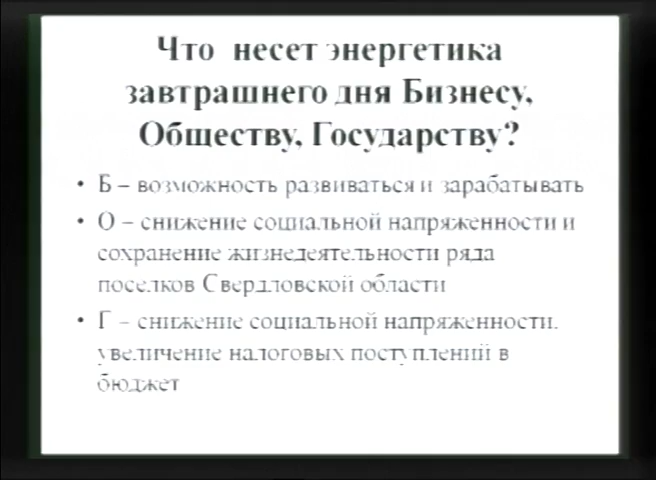 Что несет энергетика
завтрашнего дня Бизнесу,
Обществу, Государству?
• Б – возможность развиваться и зарабатывать
• О – снижение социальной напряженности и
сохранение жизнедеятельности ряда
поселков Свердловской области
• Г – снижение социальной напряженности,
увеличение налоговых поступлений в
бюджет